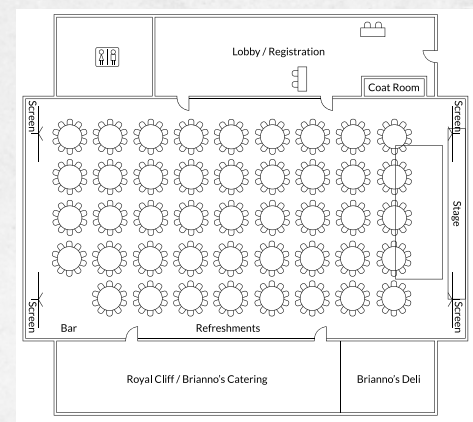 Lobby / Registration
Coat Room
Screen
Screen
Stage
Screen
Screen
Bar
Refreshments
Royal Cliff / Brianno's Catering
Brianno's Deli